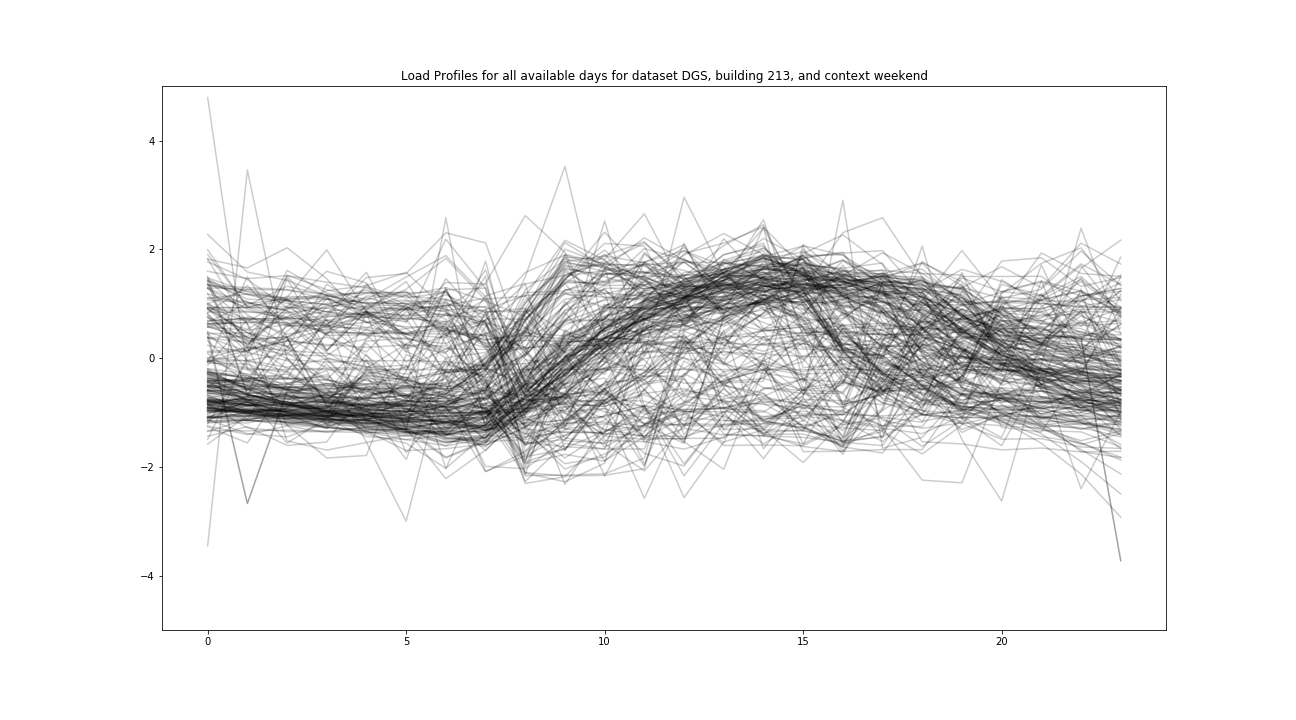 Load Profiles for all available days for dataset DGS, building 213, and context weekend
4
2
0
−2
−4
0 5 10 15 20